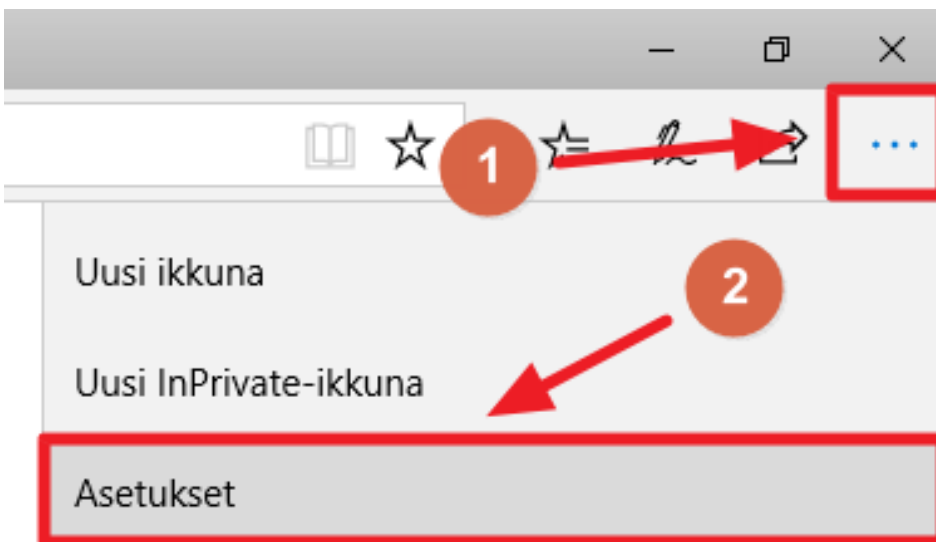 1
Uusi ikkuna
2
Uusi InPrivate-ikkuna
Asetukset